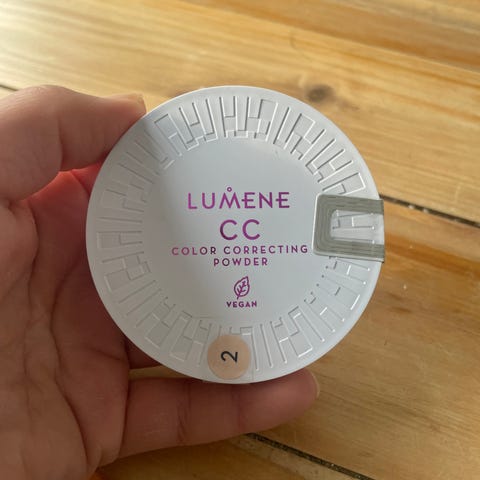 LUMENE
CC
COLOR CORRECTING
POWDER
VEGAN
2